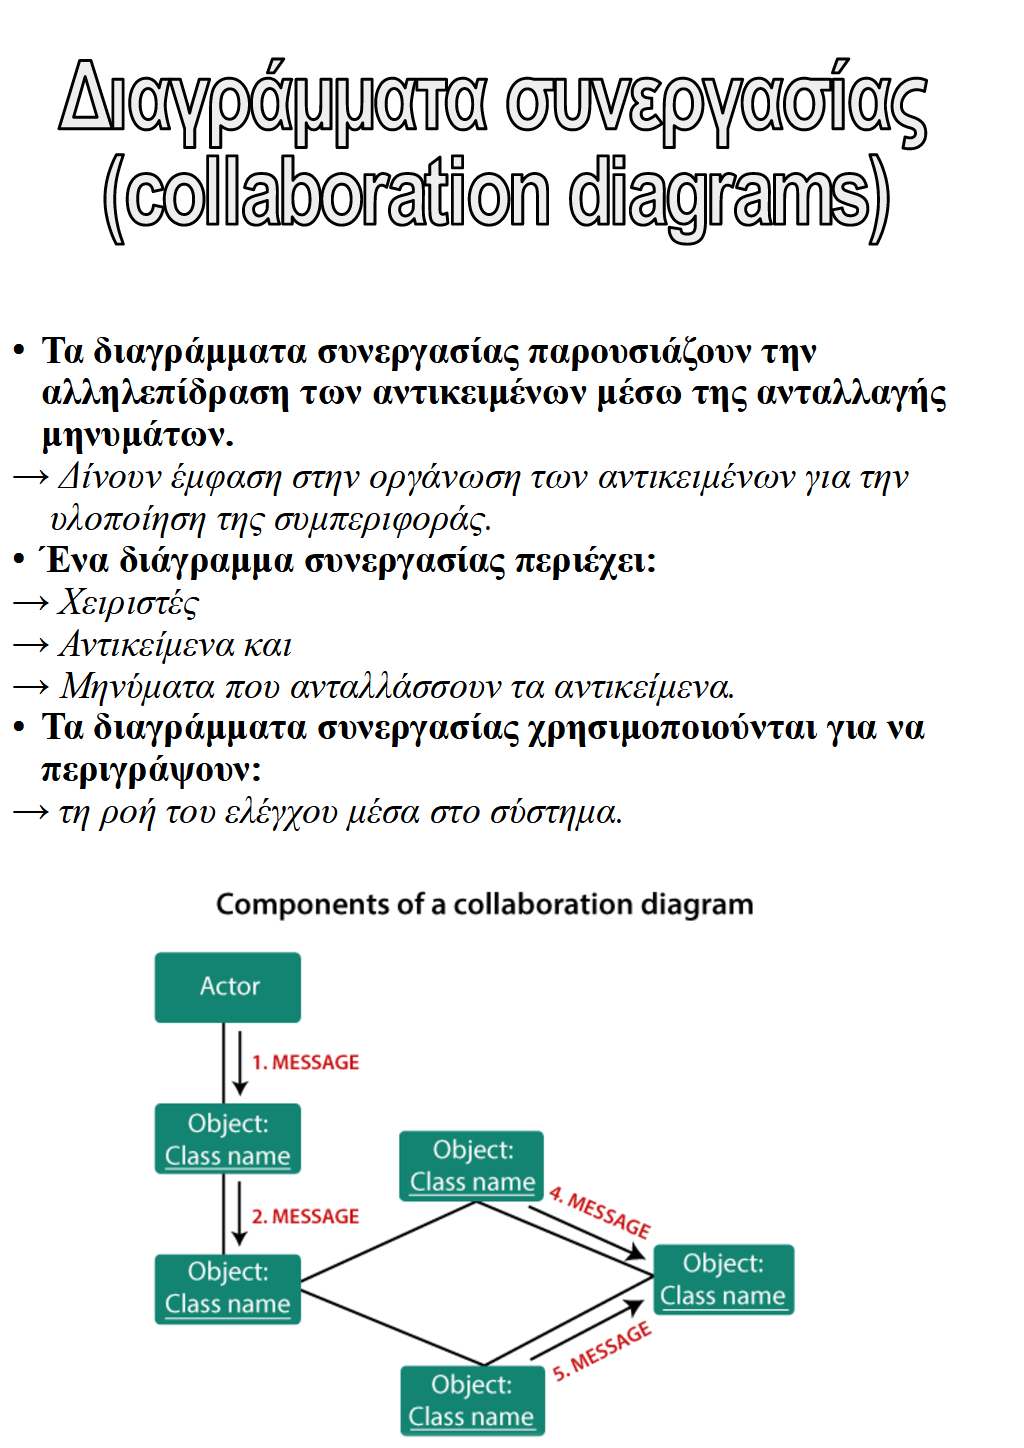 Διαγράμματα συνεργασίας
(collaboration diagrams)
• Τα διαγράμματα συνεργασίας παρουσιάζουν την
αλληλεπίδραση των αντικειμένων μέσω της ανταλλαγής
μηνυμάτων.
→ Δίνουν έμφαση στην οργάνωση των αντικειμένων για την
υλοποίηση της συμπεριφοράς.
• Ένα διάγραμμα συνεργασίας περιέχει:
→ Χειριστές
→ Αντικείμενα και
→ Μηνύματα που ανταλλάσσουν τα αντικείμενα.
• Τα διαγράμματα συνεργασίας χρησιμοποιούνται για να
περιγράψουν:
→ τη ροή του ελέγχου μέσα στο σύστημα.
Components of a collaboration diagram
Actor
1. MESSAGE
Object:
Class name
2. MESSAGE
Object:
Class name
Object:
Class name
4. MESSAGE
Object:
Class name
5. MESSAGE
Object:
Class name